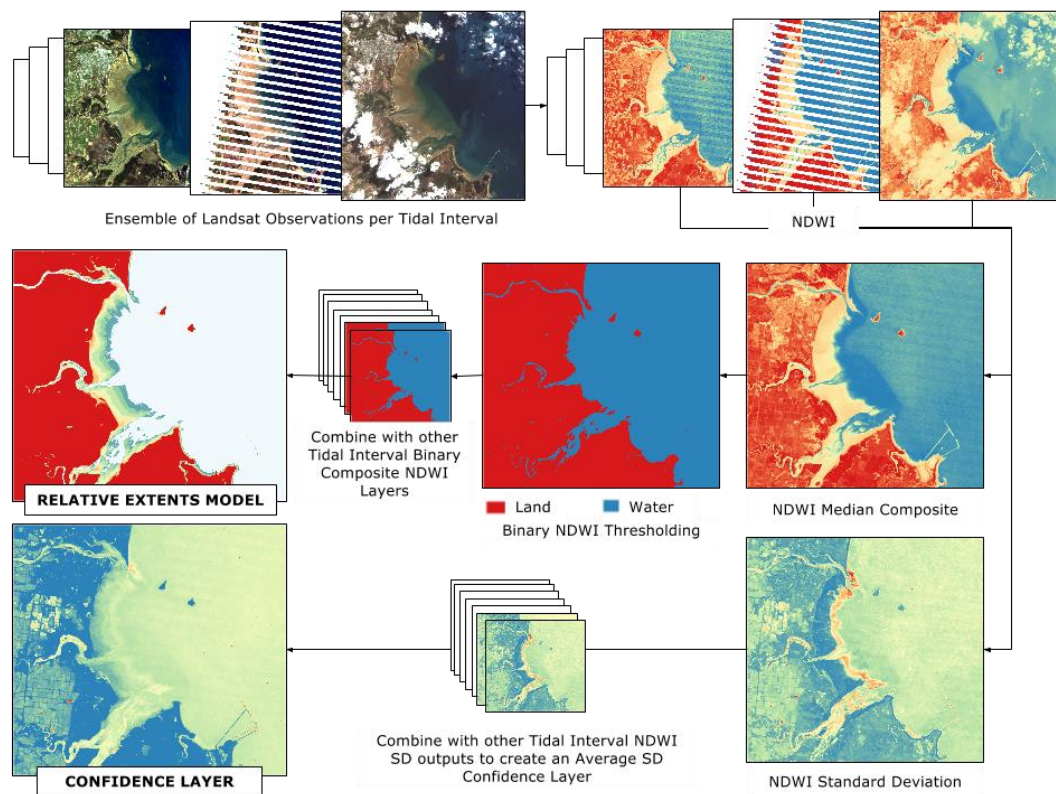 Ensemble of Landsat Observations per Tidal Interval
NDWI
RELATIVE EXTENTS MODEL
Combine with other
Tidal Interval Binary
Composite NDWI
Layers
Land Water
Binary NDWI Thresholding
NDWI Median Composite
CONFIDENCE LAYER
Combine with other Tidal Interval NDWI
SD outputs to create an Average SD
Confidence Layer
NDWI Standard Deviation